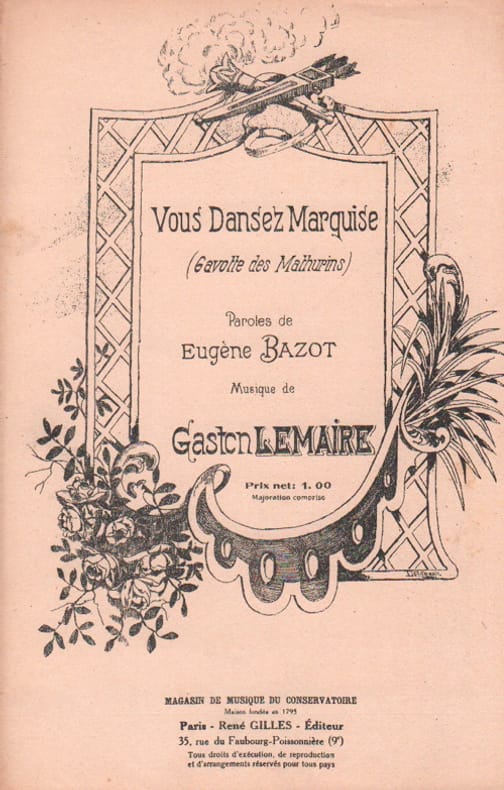 Vous Dansez Marquise
(Gavotte des Mathurins)
Paroles de
Eugène BAZOT
Musique de
Gaston LEMAIRE
Prix net: 1.00
Majoration comprise
MAGASIN DE MUSIQUE DU CONSERVATOIRE
Maison fondée en 1795
Paris - René GILLES - Éditeur
35, rue du Faubourg-Poissonnière (9e)
Tous droits d'exécution, de reproduction
et d'arrangements réservés pour tous pays